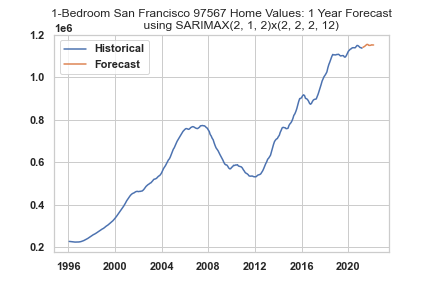 1-Bedroom San Francisco 97567 Home Values: 1 Year Forecast
using SARIMAX(2, 1, 2)x(2, 2, 2, 12)
1e6
Historical
Forecast
1.2
1.0
0.8
0.6
0.4
0.2
1996
2000
2004
2008
2012
2016
2020